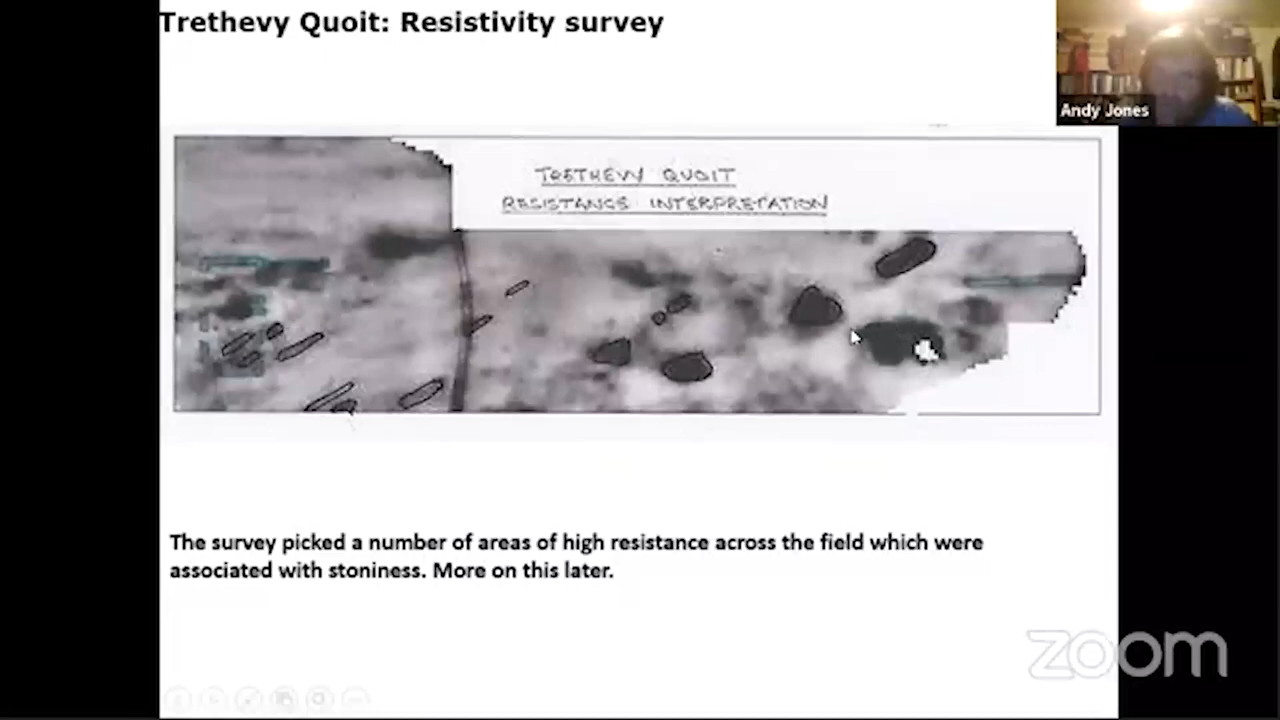 Trethevy Quoit: Resistivity survey
Andy Jones
TRETHEVY QUOIT
RESISTANCE INTERPRETATION
The survey picked a number of areas of high resistance across the field which were
associated with stoniness. More on this later.
zoom